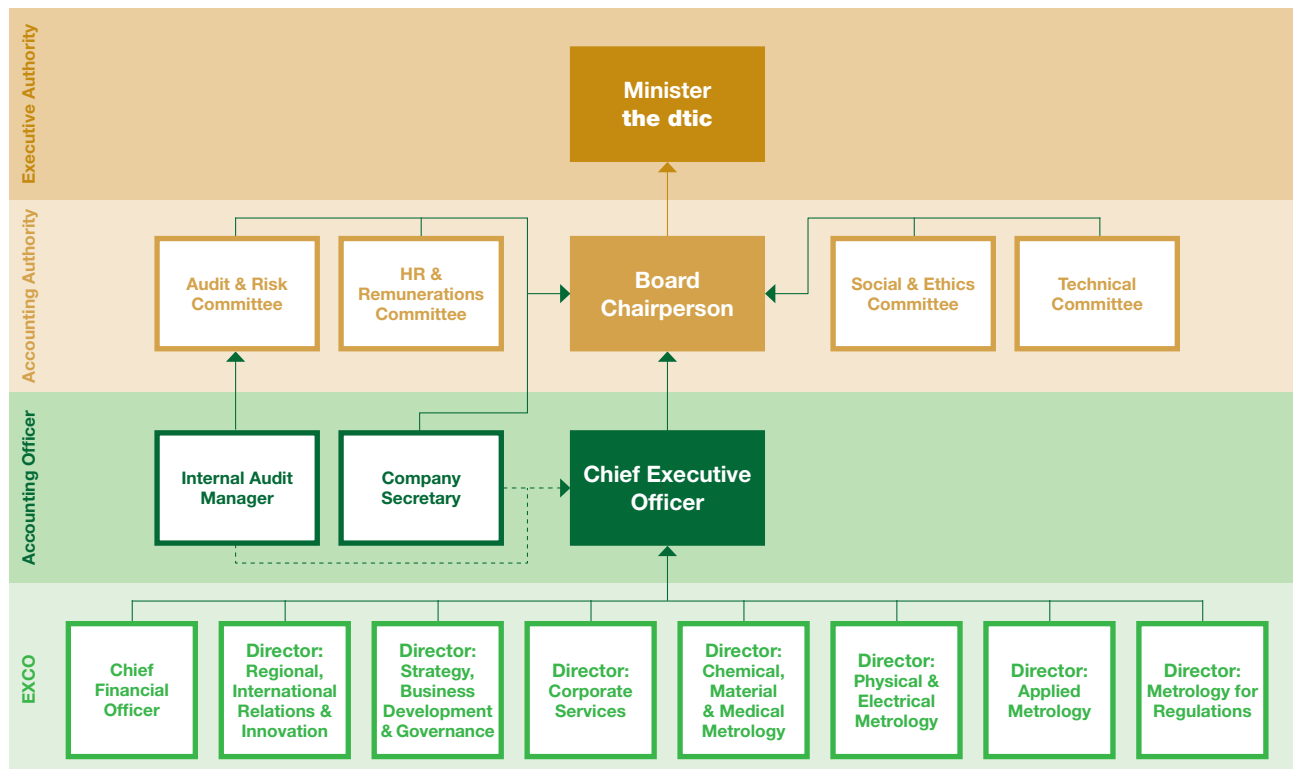 Executive Authority
Minister
the dtic
Accounting Authority
Audit & Risk
Committee
HR &
Remunerations
Committee
Board
Chairperson
Social & Ethics
Committee
Technical
Committee
Accounting Officer
Internal Audit
Manager
Company
Secretary
Chief Executive
Officer
EXCO
Chief
Financial
Officer
Director:
Regional,
International
Relations &
Innovation
Director:
Strategy,
Business
Development
& Governance
Director:
Corporate
Services
Director:
Chemical,
Material
& Medical
Metrology
Director:
Physical &
Electrical
Metrology
Director:
Applied
Metrology
Director:
Metrology for
Regulations